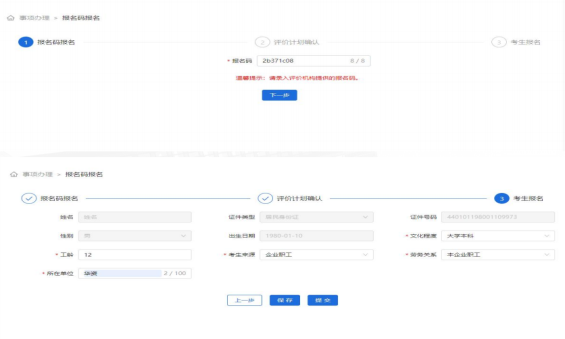 事项办理 > 报名码报名
1 报名码报名
2 评价计划确认
3 考生报名
* 报名码 2b371c08 8 / 8
温馨提示: 请录入评价机构提供的报名码。
下一步
事项办理 > 报名码报名
报名码报名
评价计划确认
3 考生报名
姓名 姓名 证件类型 居民身份证 证件号码
性别 男 出生日期 1980-01-10 * 文化程度 大学本科
* 工龄 12 * 考生来源 企业职工 * 劳务关系 本企业职工
* 所在单位 2 / 100
上一步 保存 提交